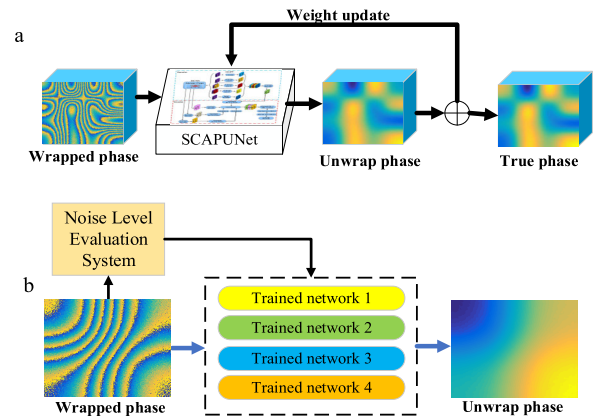 a
Weight update
SCAPUNet
Wrapped phase
Unwrap phase
True phase
Noise Level
Evaluation
System
b
Trained network 1
Trained network 2
Trained network 3
Trained network 4
Wrapped phase
Unwrap phase